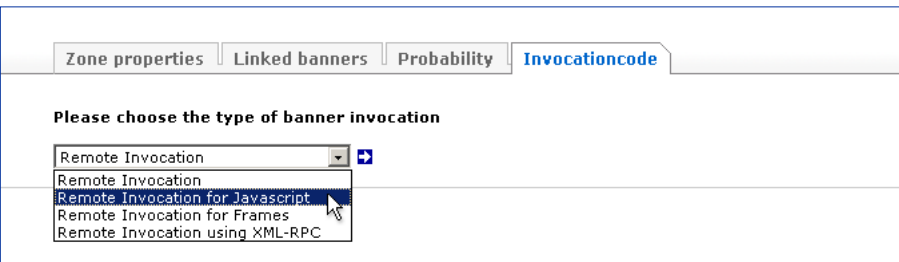 Zone properties Linked banners Probability Invocationcode
Please choose the type of banner invocation
Remote Invocation
Remote Invocation
Remote Invocation for Javascript
Remote Invocation for Frames
Remote Invocation using XML-RPC